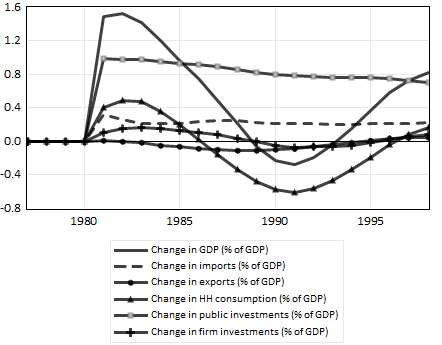 1.6
1.2
0.8
0.4
0.0
-0.4
-0.8
1980 1985 1990 1995
Change in GDP (% of GDP)
Change in imports (% of GDP)
Change in exports (% of GDP)
Change in HH consumption (% of GDP)
Change in public investments (% of GDP)
Change in firm investments (% of GDP)